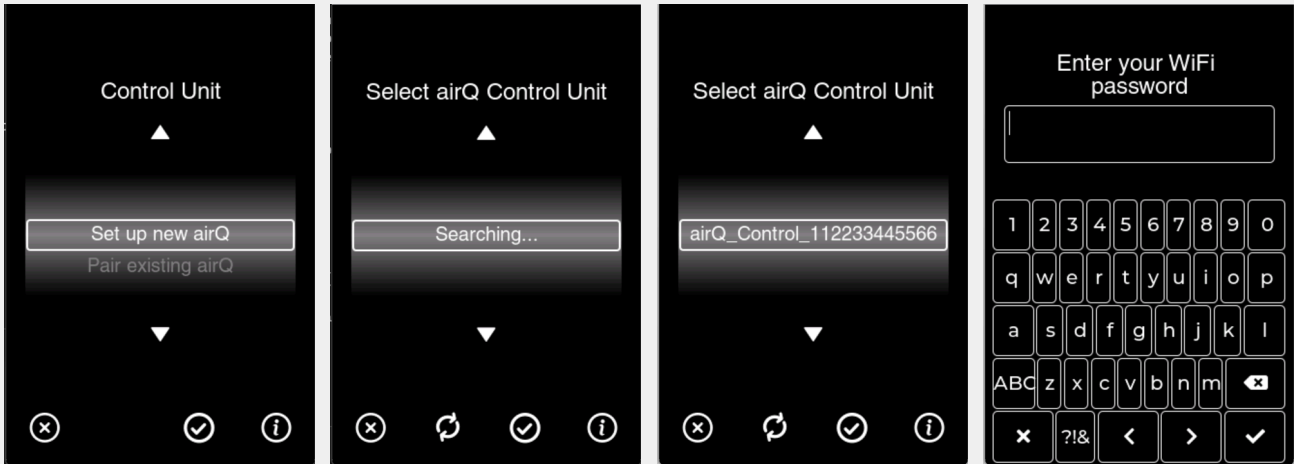 Control Unit
Set up new airQ
Pair existing airQ
Select airQ Control Unit
Searching...
Select airQ Control Unit
airQ_Control_112233445566
Enter your WiFi
password
1 2 3 4 5 6 7 8 9 0
q w e r t y u i o p
a s d f g h j k l
ABC z x c v b n m
?!&